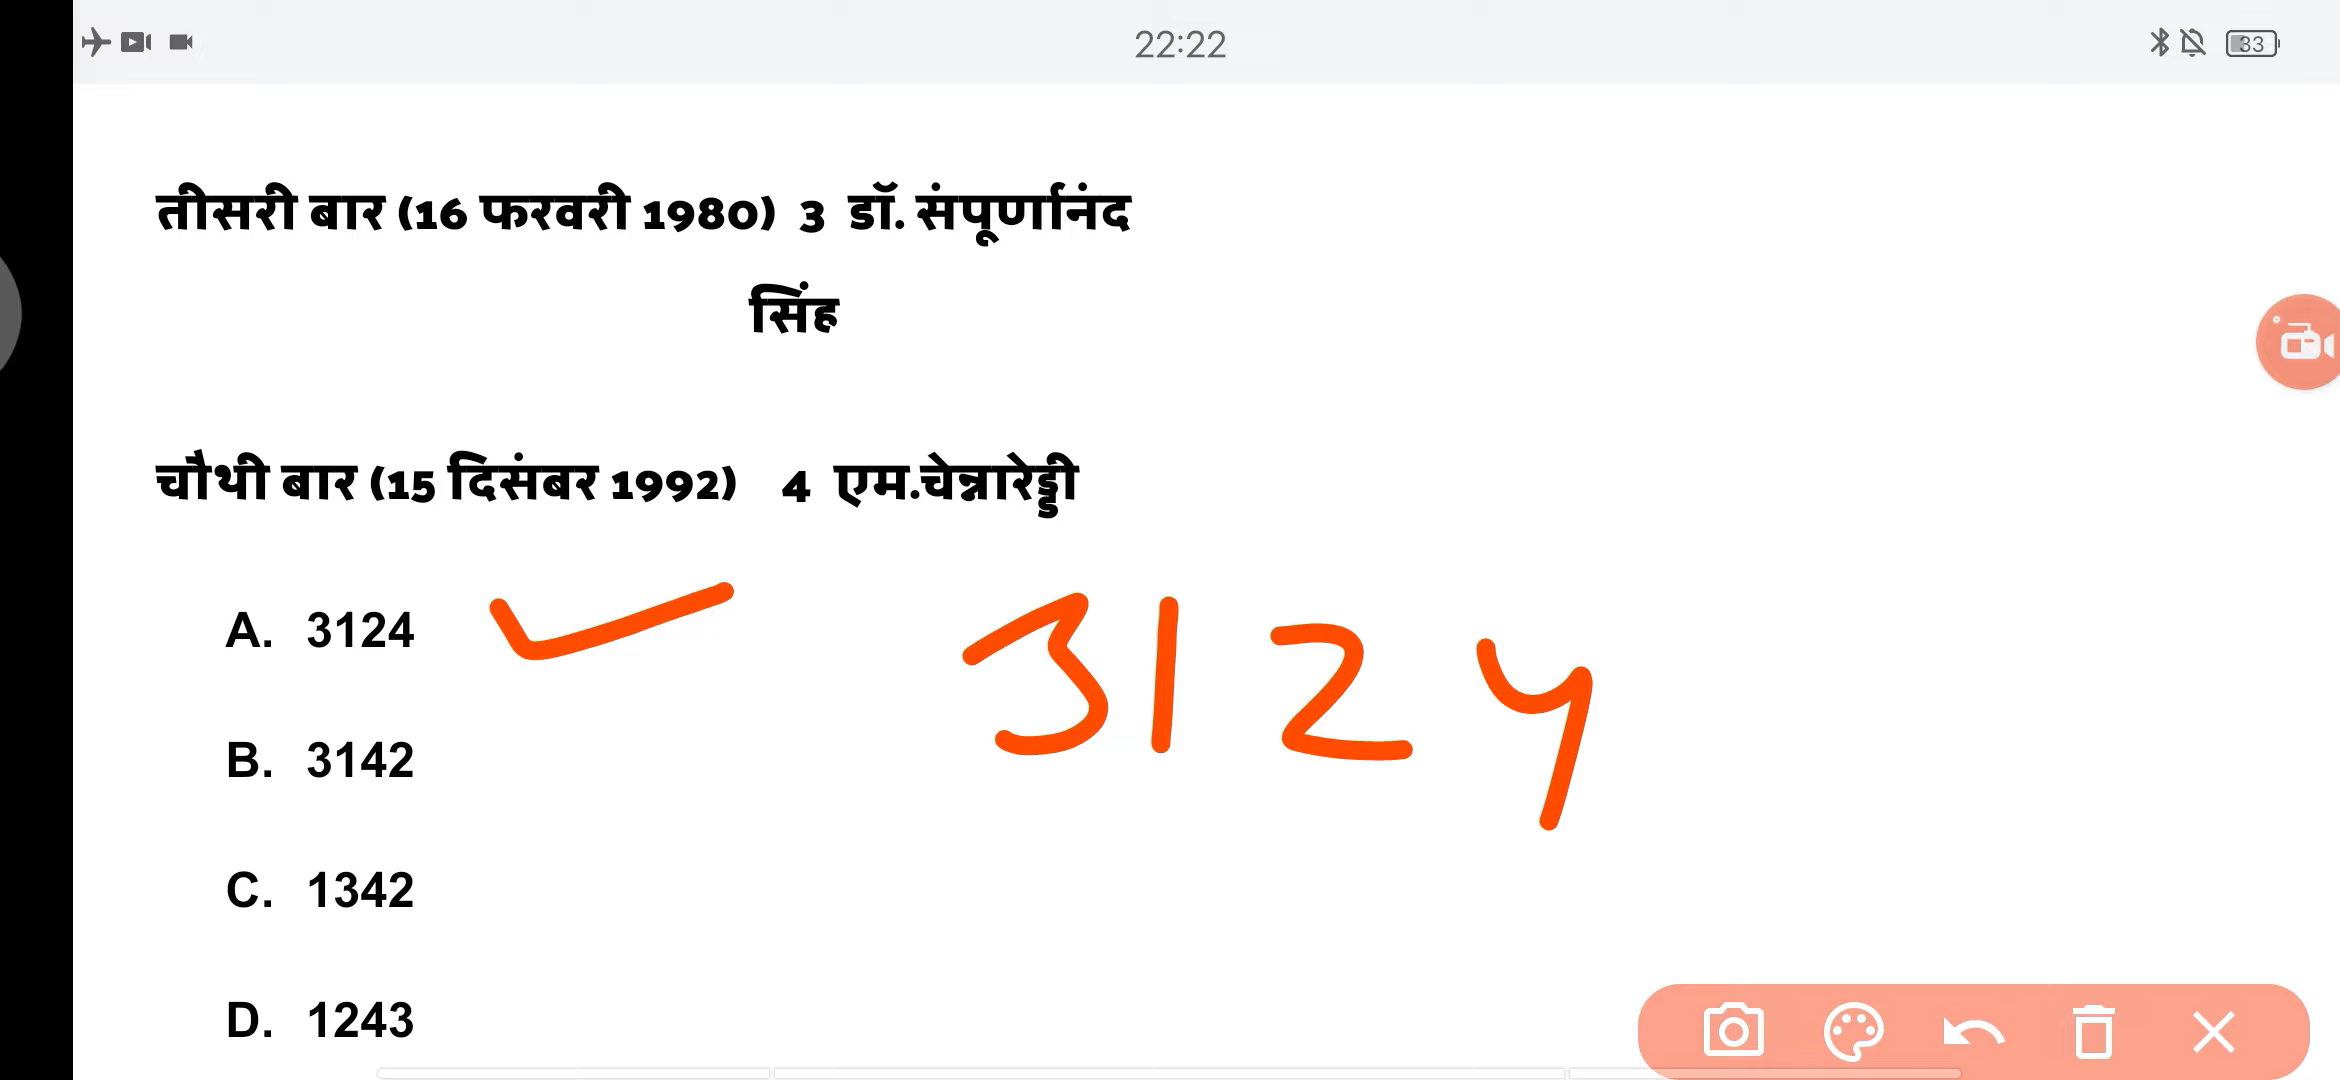 22:22
33
तीसरी बार (16 फरवरी 1980) 3 डॉ. संपूर्णानंद
सिंह
चौथी बार (15 दिसंबर 1992) 4 एम.चेन्नारेड्डी
A. 3124
3124
B. 3142
C. 1342
D. 1243